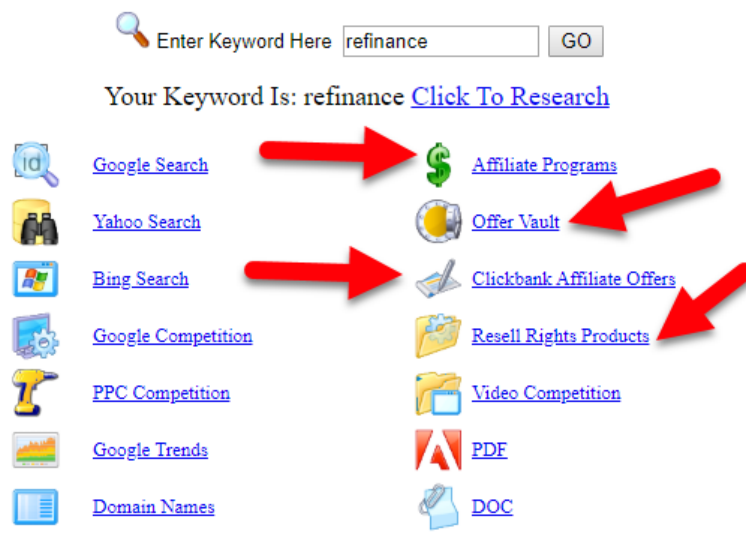 Enter Keyword Here refinance GO
Your Keyword Is: refinance Click To Research
id Google Search Affiliate Programs
Yahoo Search Offer Vault
Bing Search Clickbank Affiliate Offers
Google Competition Resell Rights Products
PPC Competition Video Competition
Google Trends PDF
Domain Names DOC